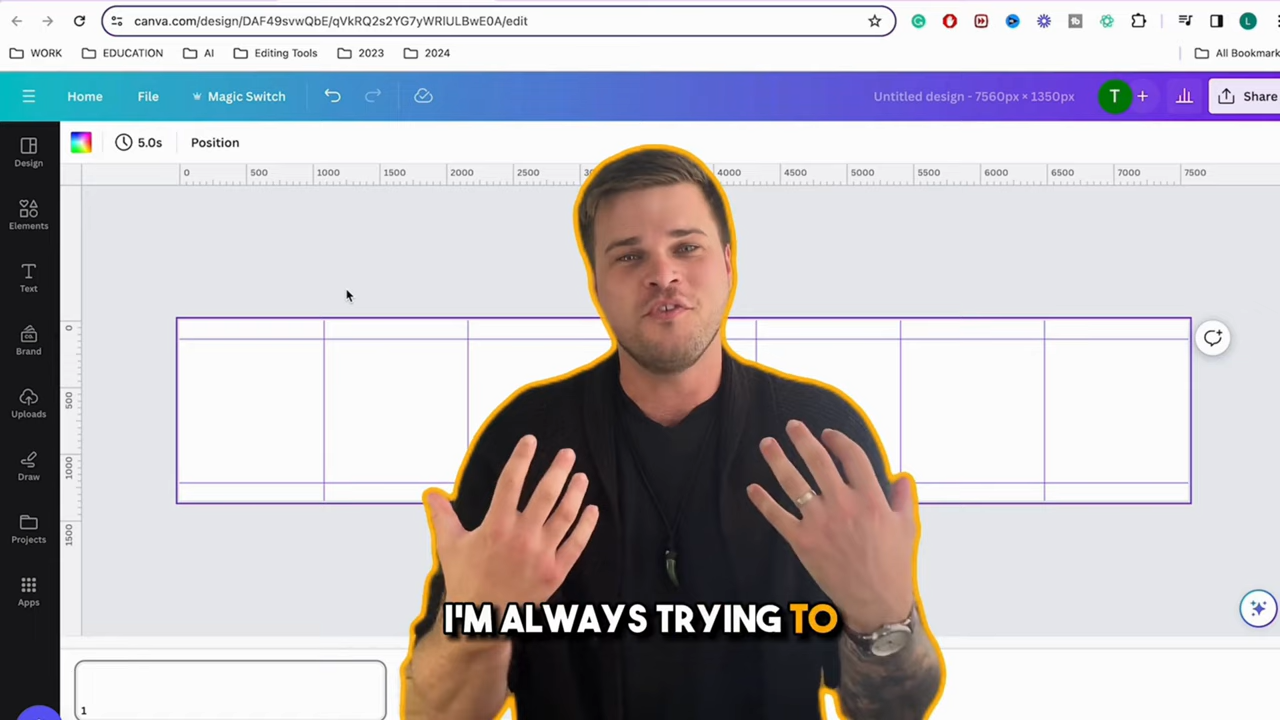 canva.com/design/DAF49svwQbE/qVkRQ2s2YG7yWRlULBwE0A/edit
WORK EDUCATION AI Editing Tools 2023 2024 All Bookmark
Home File Magic Switch Untitled design - 7560px × 1350px T + Share
Design 5.0s Position
0 500 1000 1500 2000 2500 4000 4500 5000 5500 6000 6500 7000 7500
Elements
Text
0
Brand
500
Uploads
1000
Draw
1500
Projects
Apps
I'M ALWAYS TRYING TO
1